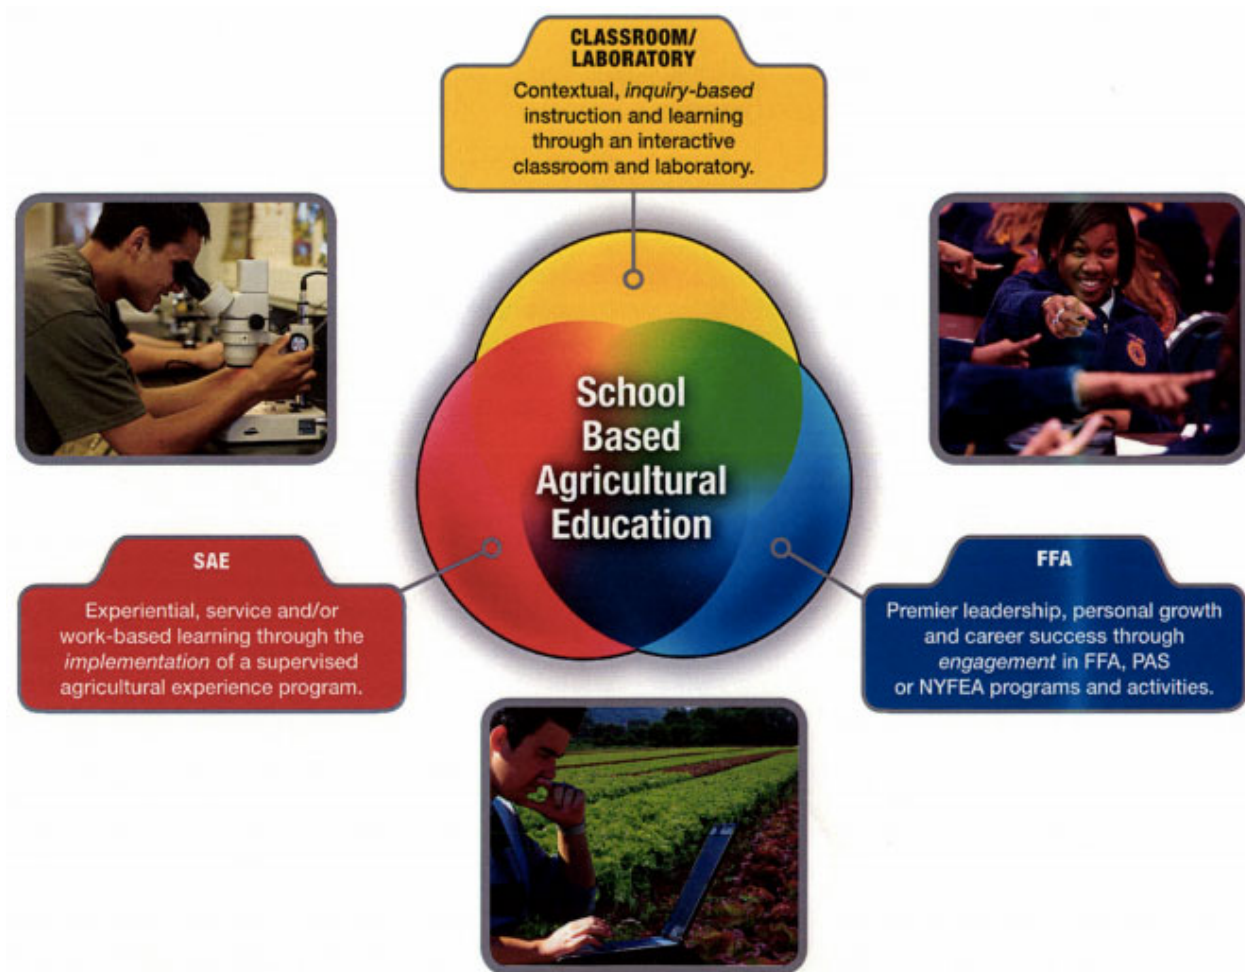 CLASSROOM/
LABORATORY
Contextual, inquiry-based
instruction and learning
through an interactive
classroom and laboratory.
School
Based
Agricultural
Education
SAE
Experiential, service and/or
work-based learning through the
implementation of a supervised
agricultural experience program.
FFA
Premier leadership, personal growth
and career success through
engagement in FFA, PAS
or NYFEA programs and activities.